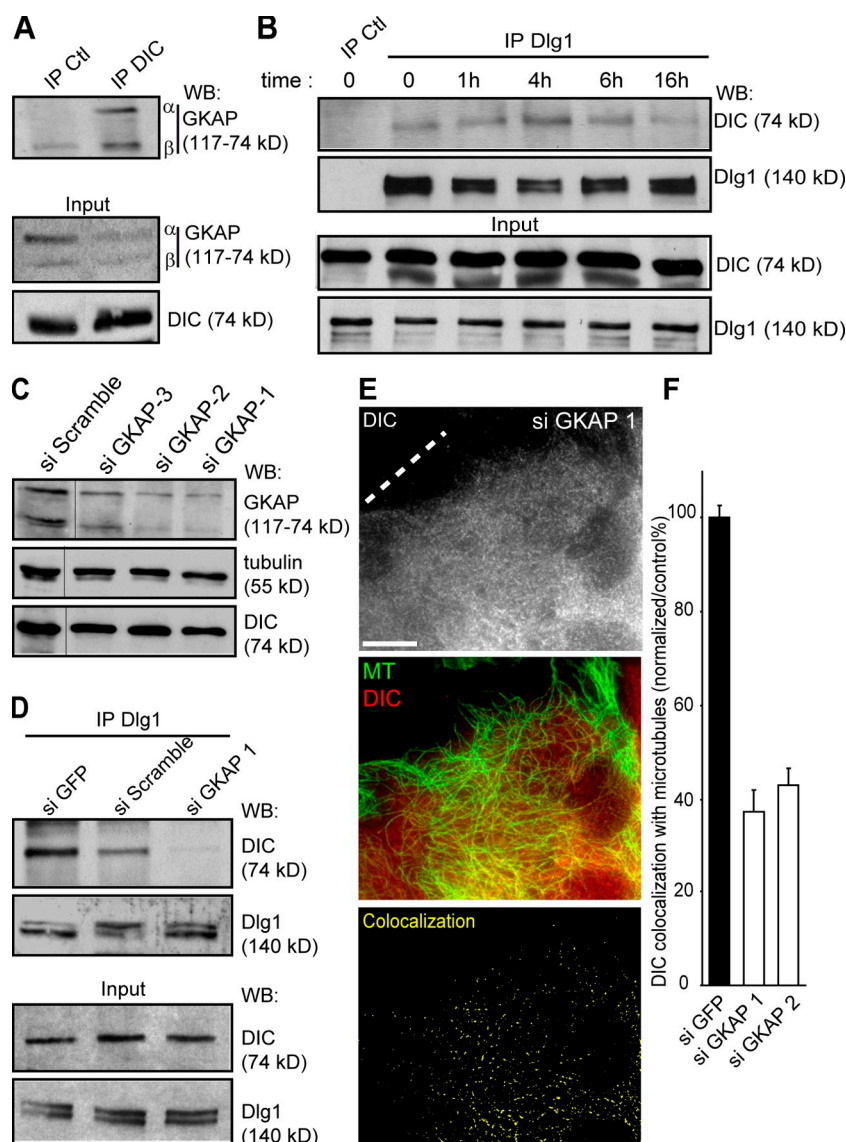 A
IP Ctl
IP DIC
WB:
α
GKAP
β
(117-74 kD)
Input
α
GKAP
β
(117-74 kD)
DIC (74 kD)
B
IP Ctl
IP Dlg1
time :
0
0
1h
4h
6h
16h
WB:
DIC (74 kD)
Dlg1 (140 kD)
Input
DIC (74 kD)
Dlg1 (140 kD)
C
si Scramble
si GKAP-3
si GKAP-2
si GKAP-1
WB:
GKAP
(117-74 kD)
tubulin
(55 kD)
DIC
(74 kD)
D
IP Dlg1
si GFP
si Scramble
si GKAP 1
WB:
DIC
(74 kD)
Dlg1
(140 kD)
Input
WB:
DIC
(74 kD)
Dlg1
(140 kD)
E
DIC
si GKAP 1
MT
DIC
Colocalization
F
DIC colocalization with microtubules (normalized/control%)
100
80
60
40
20
0
si GFP
si GKAP 1
si GKAP 2